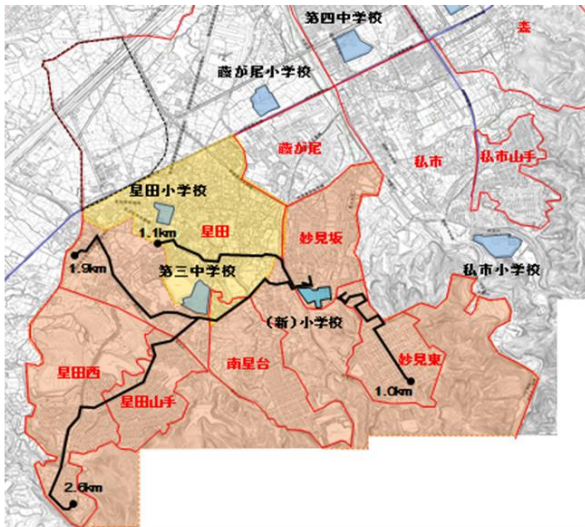 第四中学校
森
藤が尾小学校
藤が尾
私市
私市山手
星田小学校
星田
1.1km
妙見坂
私市小学校
1.9km
第三中学校
(新)小学校
南星台
妙見東
星田西
星田山手
1.0km
2.6km